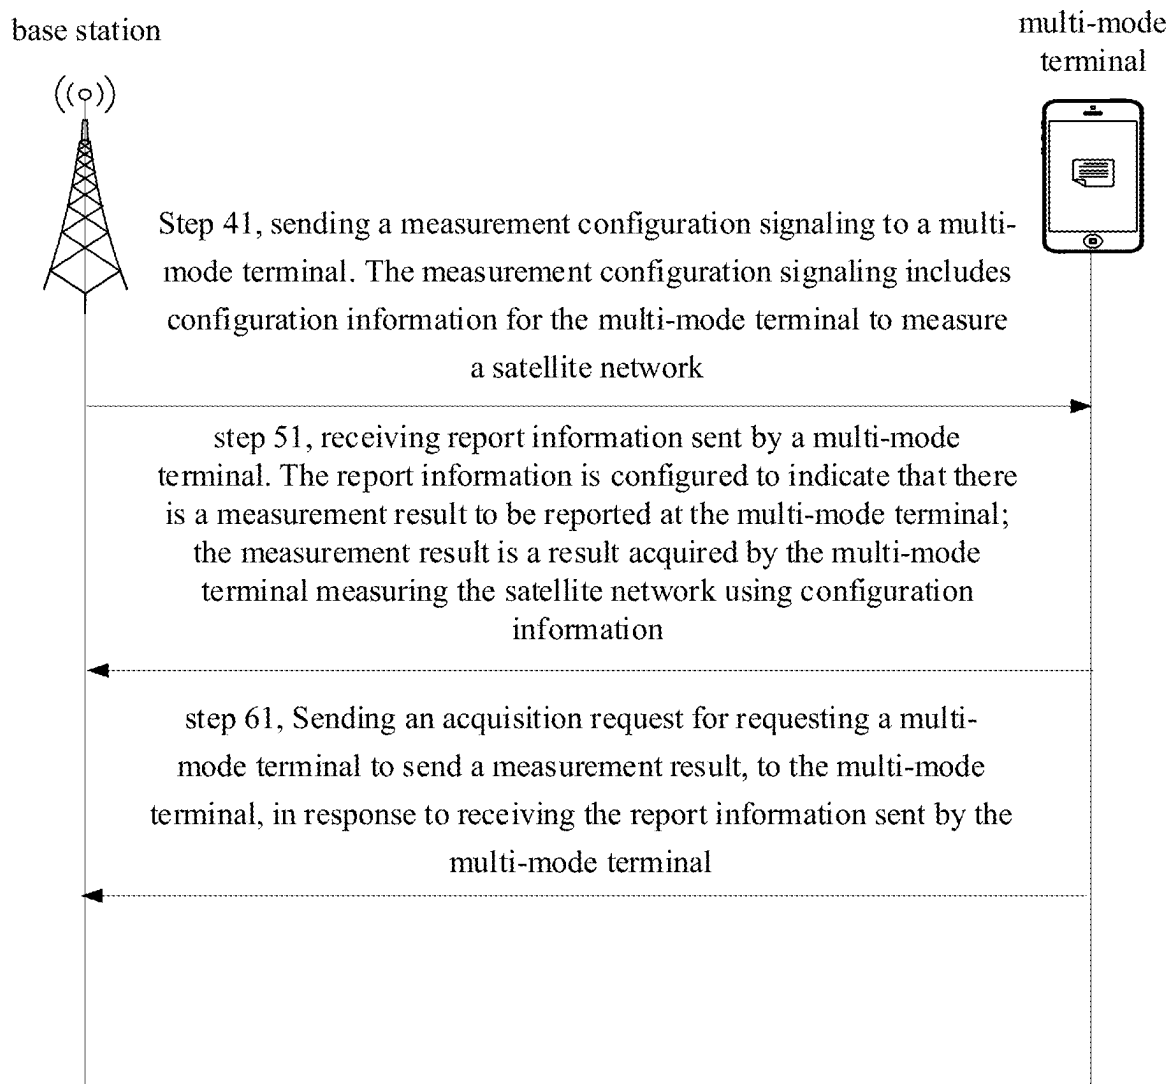 base station
multi-mode
terminal
Step 41, sending a measurement configuration signaling to a multi-
mode terminal. The measurement configuration signaling includes
configuration information for the multi-mode terminal to measure
a satellite network
step 51, receiving report information sent by a multi-mode
terminal. The report information is configured to indicate that there
is a measurement result to be reported at the multi-mode terminal;
the measurement result is a result acquired by the multi-mode
terminal measuring the satellite network using configuration
information
step 61, Sending an acquisition request for requesting a multi-
mode terminal to send a measurement result, to the multi-mode
terminal, in response to receiving the report information sent by the
multi-mode terminal